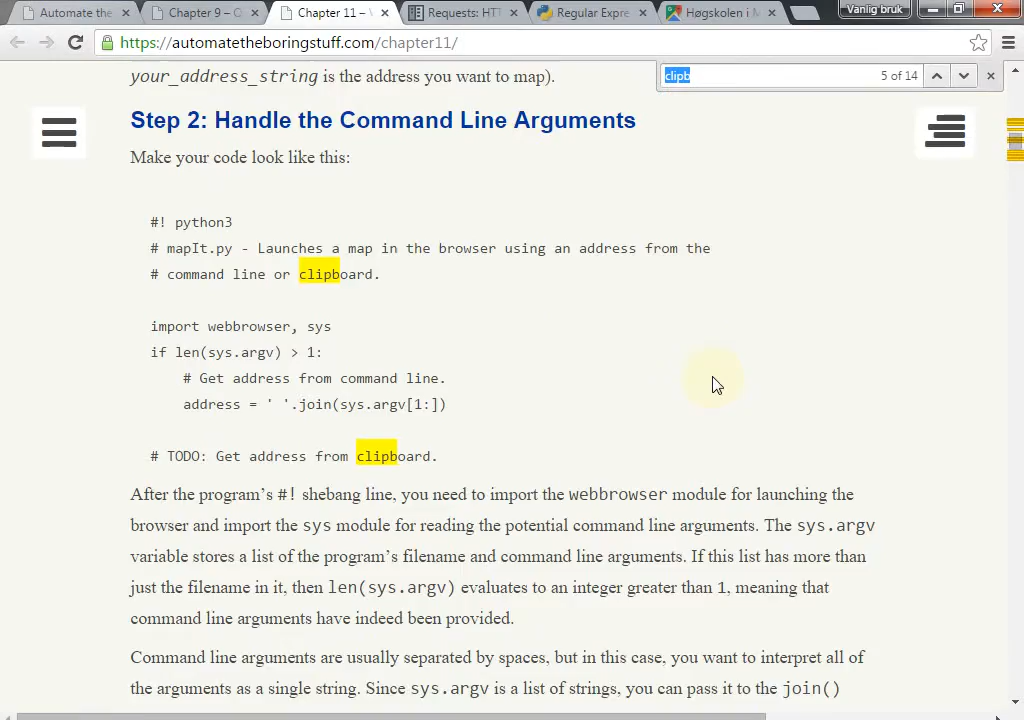 Automate the
Chapter 9 – O
Chapter 11 –
Requests: HTT
Regular Expre
Høgskolen i
Vanlig bruk
https://automatetheboringstuff.com/chapter11/
clipb
5 of 14
your_address_string is the address you want to map).
Step 2: Handle the Command Line Arguments
Make your code look like this:
#! python3
# mapIt.py - Launches a map in the browser using an address from the
# command line or clipboard.
import webbrowser, sys
if len(sys.argv) > 1:
# Get address from command line.
address = ' '.join(sys.argv[1:])
# TODO: Get address from clipboard.
After the program’s #! shebang line, you need to import the webbrowser module for launching the
browser and import the sys module for reading the potential command line arguments. The sys.argv
variable stores a list of the program’s filename and command line arguments. If this list has more than
just the filename in it, then len(sys.argv) evaluates to an integer greater than 1, meaning that
command line arguments have indeed been provided.
Command line arguments are usually separated by spaces, but in this case, you want to interpret all of
the arguments as a single string. Since sys.argv is a list of strings, you can pass it to the join()